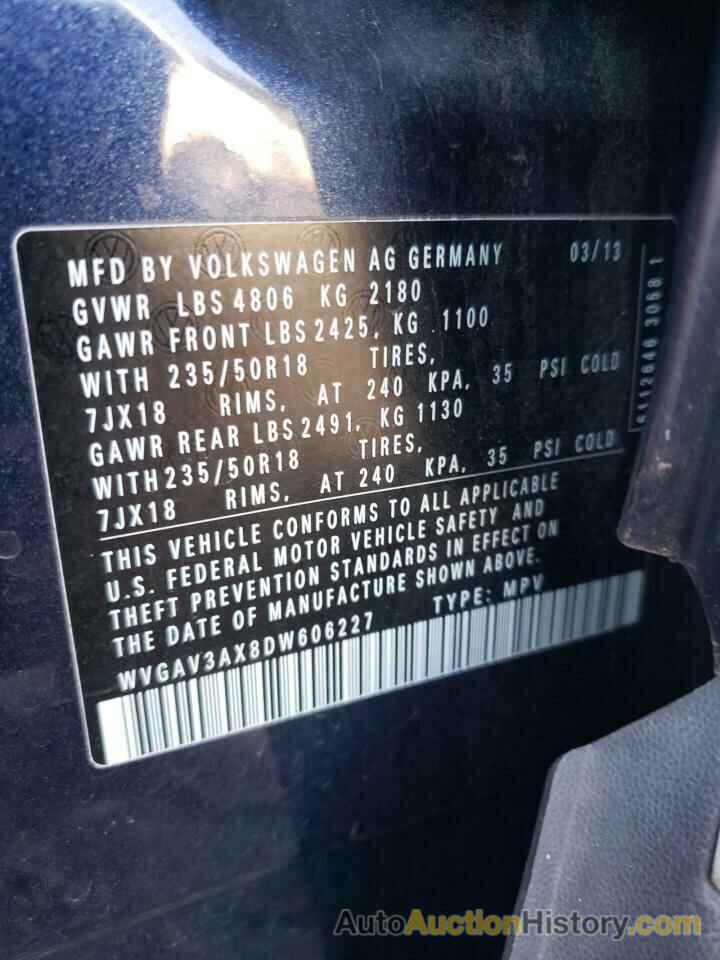 MFD BY VOLKSWAGEN AG GERMANY 03/13
GVWR LBS 4806 KG 2180
GAWR FRONT LBS 2425, KG 1100
WITH 235/50R18 TIRES,
7JX18 RIMS, AT 240 KPA, 35 PSI COLD
GAWR REAR LBS 2491, KG 1130
WITH 235/50R18 TIRES,
7JX18 RIMS, AT 240 KPA, 35 PSI COLD
THIS VEHICLE CONFORMS TO ALL APPLICABLE
U.S. FEDERAL MOTOR VEHICLE SAFETY AND
THEFT PREVENTION STANDARDS IN EFFECT ON
THE DATE OF MANUFACTURE SHOWN ABOVE.
WVGAV3AX8DW606227 TYPE: MPV
3068 1
AutoAuctionHistory.com